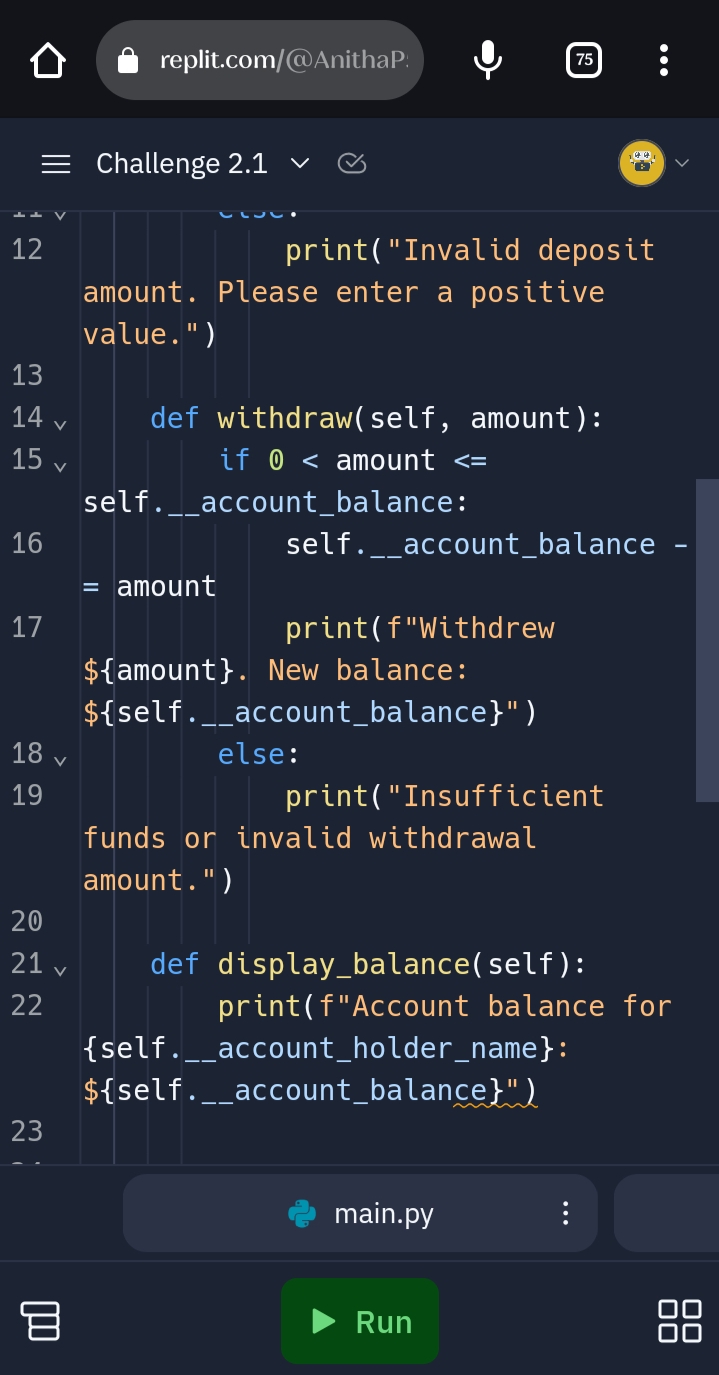 replit.com/@AnithaP
75
Challenge 2.1
11 else:
12 print("Invalid deposit
amount. Please enter a positive
value.")
13
14 def withdraw(self, amount):
15 if 0 < amount <=
self.__account_balance:
16 self.__account_balance -
= amount
17 print(f"Withdrew
${amount}. New balance:
${self.__account_balance}")
18 else:
19 print("Insufficient
funds or invalid withdrawal
amount.")
20
21 def display_balance(self):
22 print(f"Account balance for
{self.__account_holder_name}:
${self.__account_balance}")
23
main.py
Run